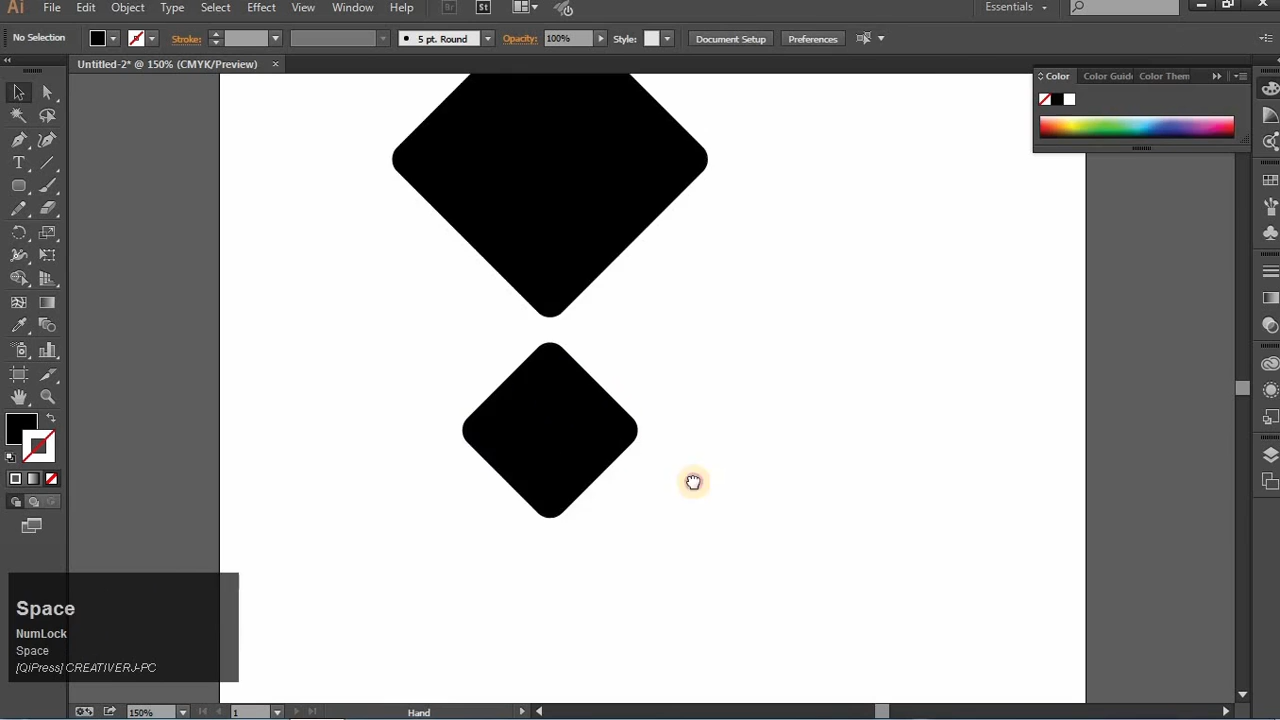 Ai File Edit Object Type Select Effect View Window Help Br St Essentials
No Selection Stroke: 5 pt. Round Opacity: 100% Style: Document Setup Preferences
Untitled-2* @ 150% (CMYK/Preview) ×
Color Color Guid Color Them
T
Space
NumLock
Space
[QiPress] CREATIVERJ-PC
150% 1 Hand